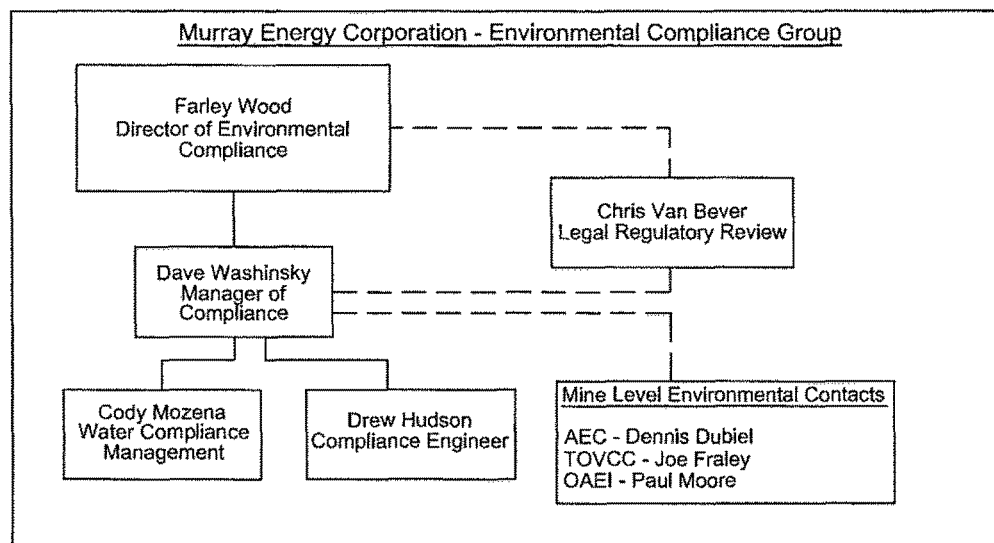 Murray Energy Corporation - Environmental Compliance Group
Farley Wood
Director of Environmental
Compliance
Chris Van Bever
Legal Regulatory Review
Dave Washinsky
Manager of
Compliance
Cody Mozena
Water Compliance
Management
Drew Hudson
Compliance Engineer
Mine Level Environmental Contacts
AEC - Dennis Dubiel
TOVCC - Joe Fraley
OAEI - Paul Moore